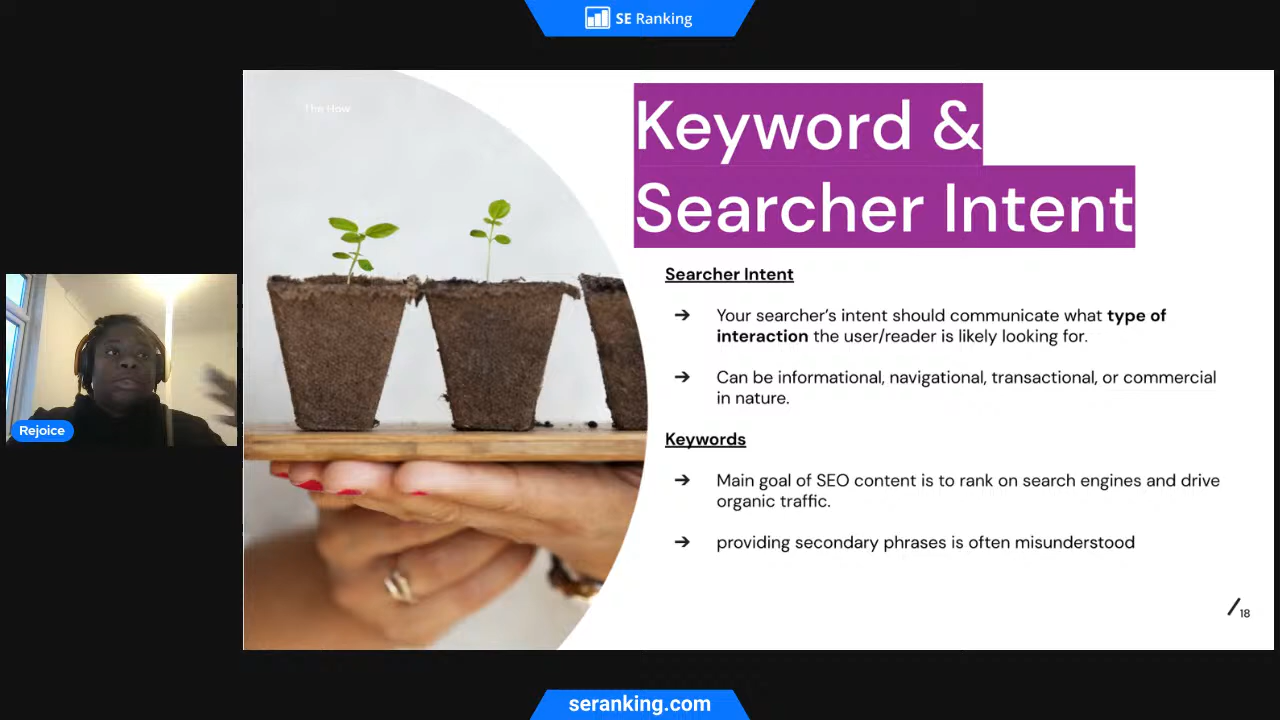 SE Ranking
The How
Keyword &
Searcher Intent
Searcher Intent
➔ Your searcher's intent should communicate what type of
interaction the user/reader is likely looking for.
➔ Can be informational, navigational, transactional, or commercial
in nature.
Keywords
➔ Main goal of SEO content is to rank on search engines and drive
organic traffic.
➔ providing secondary phrases is often misunderstood
Rejoice
/18
seranking.com